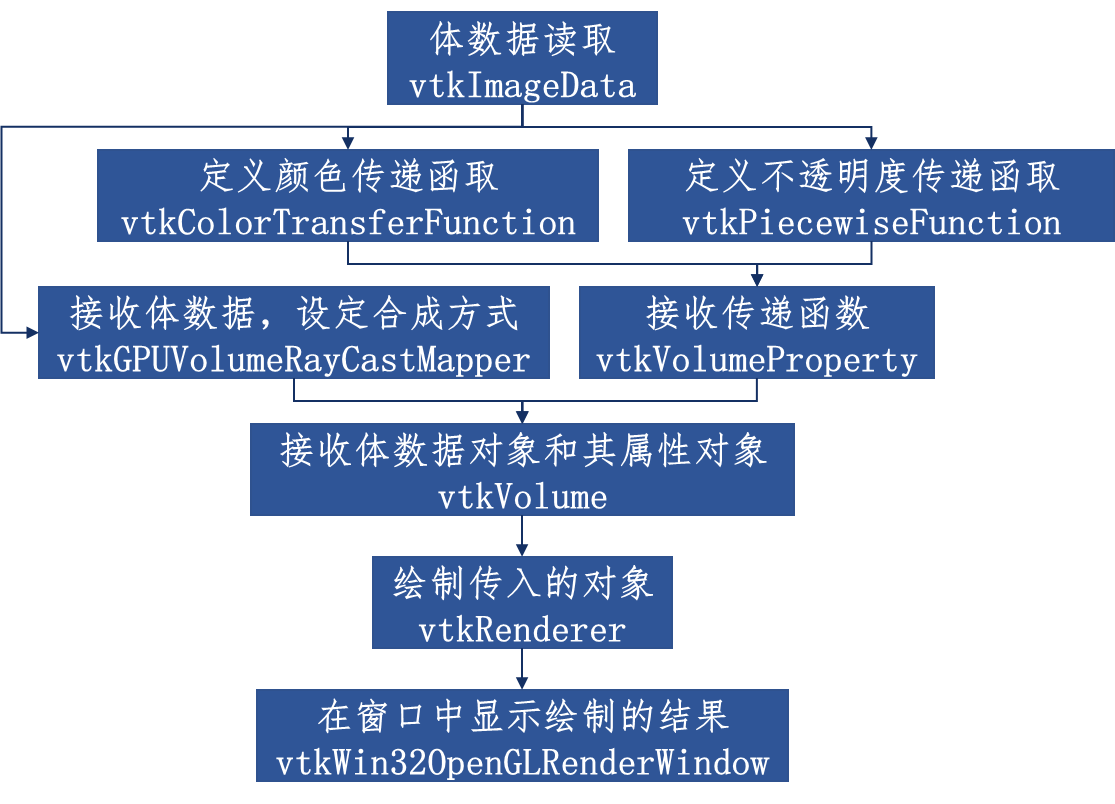 体数据读取
vtkImageData
定义颜色传递函取
vtkColorTransferFunction
定义不透明度传递函取
vtkPiecewiseFunction
接收体数据，设定合成方式
vtkGPUVolumeRayCastMapper
接收传递函数
vtkVolumeProperty
接收体数据对象和其属性对象
vtkVolume
绘制传入的对象
vtkRenderer
在窗口中显示绘制的结果
vtkWin32OpenGLRenderWindow